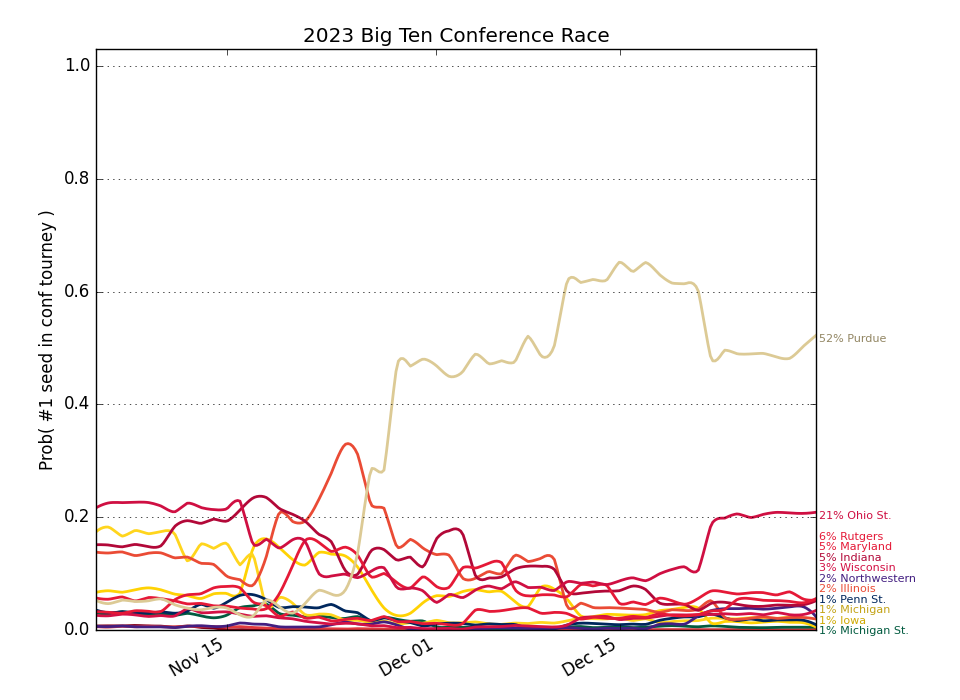 2023 Big Ten Conference Race
Prob( #1 seed in conf tourney )
1.0
0.8
0.6
0.4
0.2
0.0
Nov 15
Dec 01
Dec 15
52% Purdue
21% Ohio St.
6% Rutgers
5% Maryland
5% Indiana
3% Wisconsin
2% Northwestern
2% Illinois
1% Penn St.
1% Michigan
1% Iowa
1% Michigan St.